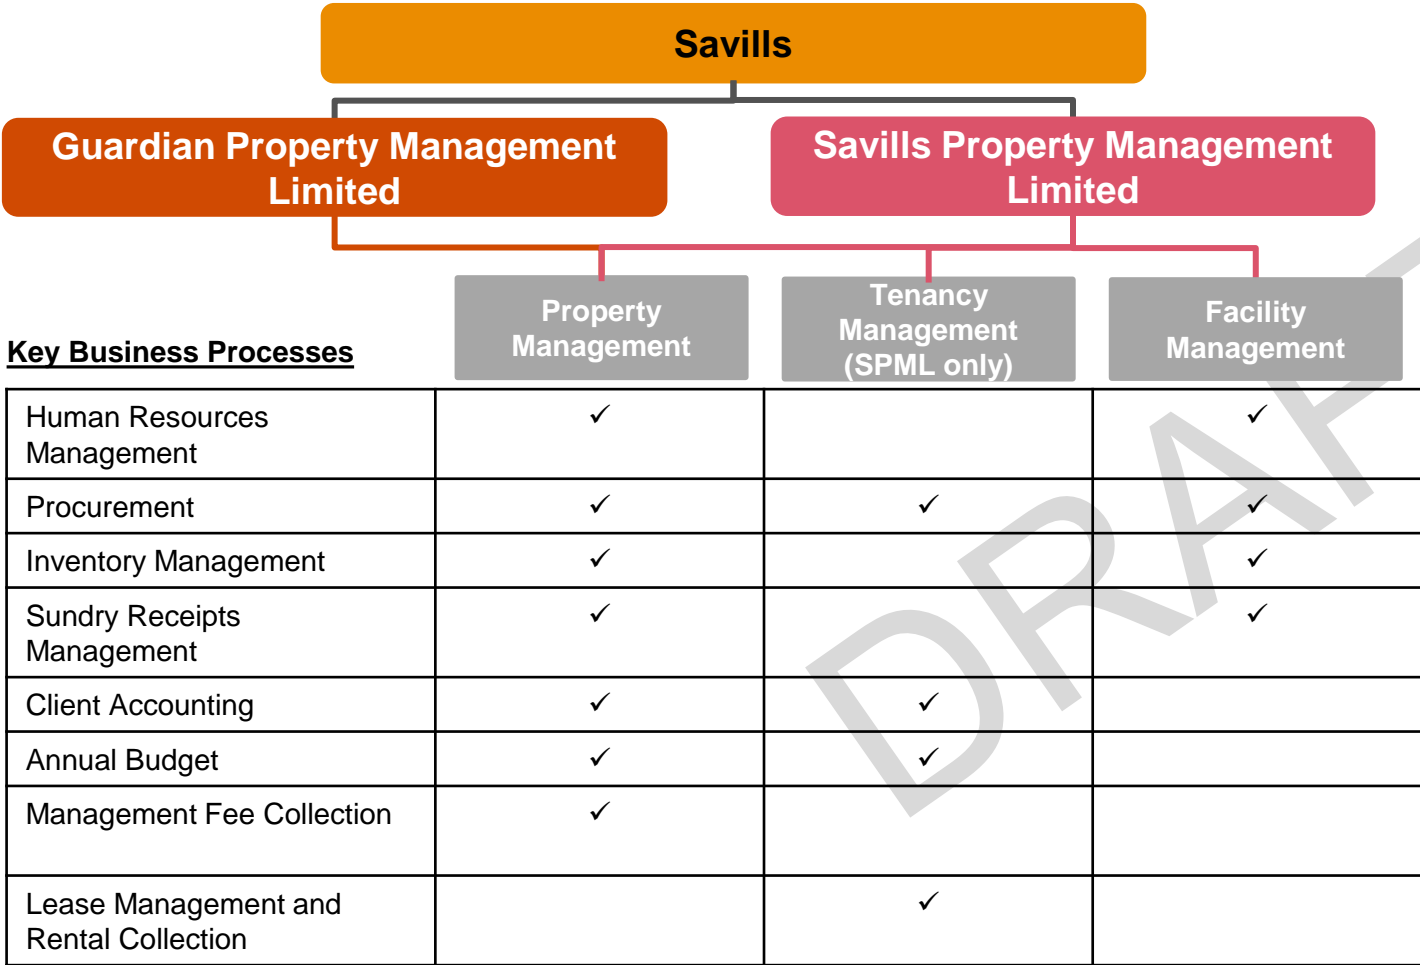 Savills
Guardian Property Management
Limited
Savills Property Management
Limited
Property
Management
Tenancy
Management
(SPML only)
Facility
Management
Key Business Processes
Human Resources
Management
✓
✓
Procurement
✓
✓
✓
Inventory Management
✓
✓
Sundry Receipts
Management
✓
✓
Client Accounting
✓
✓
Annual Budget
✓
✓
Management Fee Collection
✓
Lease Management and
Rental Collection
✓
DRAF